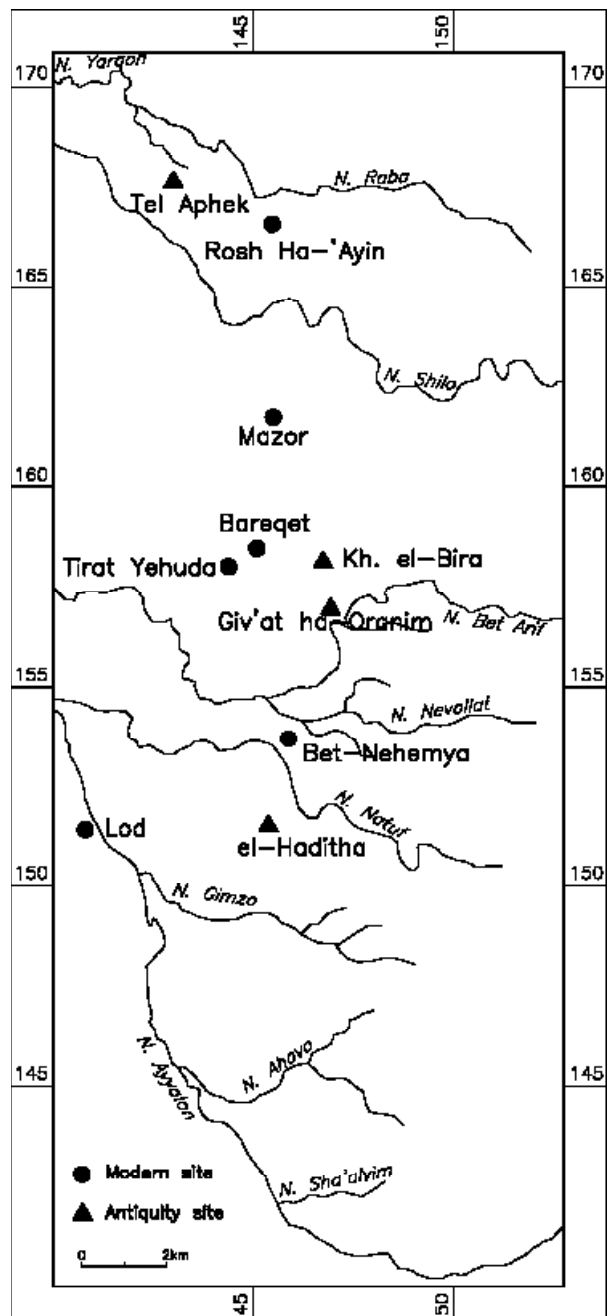 145 150
170 N. Yarqon 170
N. Raba
Tel Aphek
Rosh Ha-'Ayin
165 165
N. Shilo
Mazor
160 160
Bareqet
Tirat Yehuda Kh. el-Bira
Giv'at ha-Oranim N. Bet Arif
155 155
N. Nevallat
Bet-Nehemya
N. Natuf
Lod
el-Haditha
150 150
N. Gimzo
N. Ayyalon
N. Ahava
145 145
Modern site
N. Sha'alvim
Antiquity site
0 2km
145 150